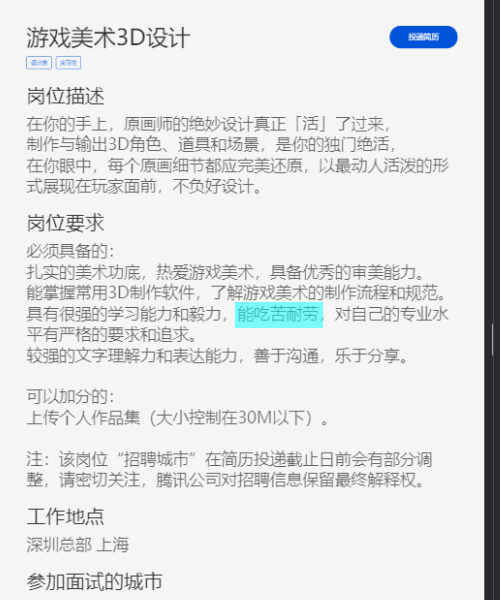 游戏美术3D设计
投递简历
设计类
实习生
岗位描述
在你的手上，原画师的绝妙设计真正「活」了过来，
制作与输出3D角色、道具和场景，是你的独门绝活，
在你眼中，每个原画细节都应完美还原，以最动人活泼的形
式展现在玩家面前，不负好设计。
岗位要求
必须具备的：
扎实的美术功底，热爱游戏美术，具备优秀的审美能力。
能掌握常用3D制作软件，了解游戏美术的制作流程和规范。
具有很强的学习能力和毅力，能吃苦耐劳，对自己的专业水
平有严格的要求和追求。
较强的文字理解力和表达能力，善于沟通，乐于分享。
可以加分的：
上传个人作品集（大小控制在30M以下）。
注：该岗位“招聘城市”在简历投递截止日前会有部分调
整，请密切关注，腾讯公司对招聘信息保留最终解释权。
工作地点
深圳总部 上海
参加面试的城市